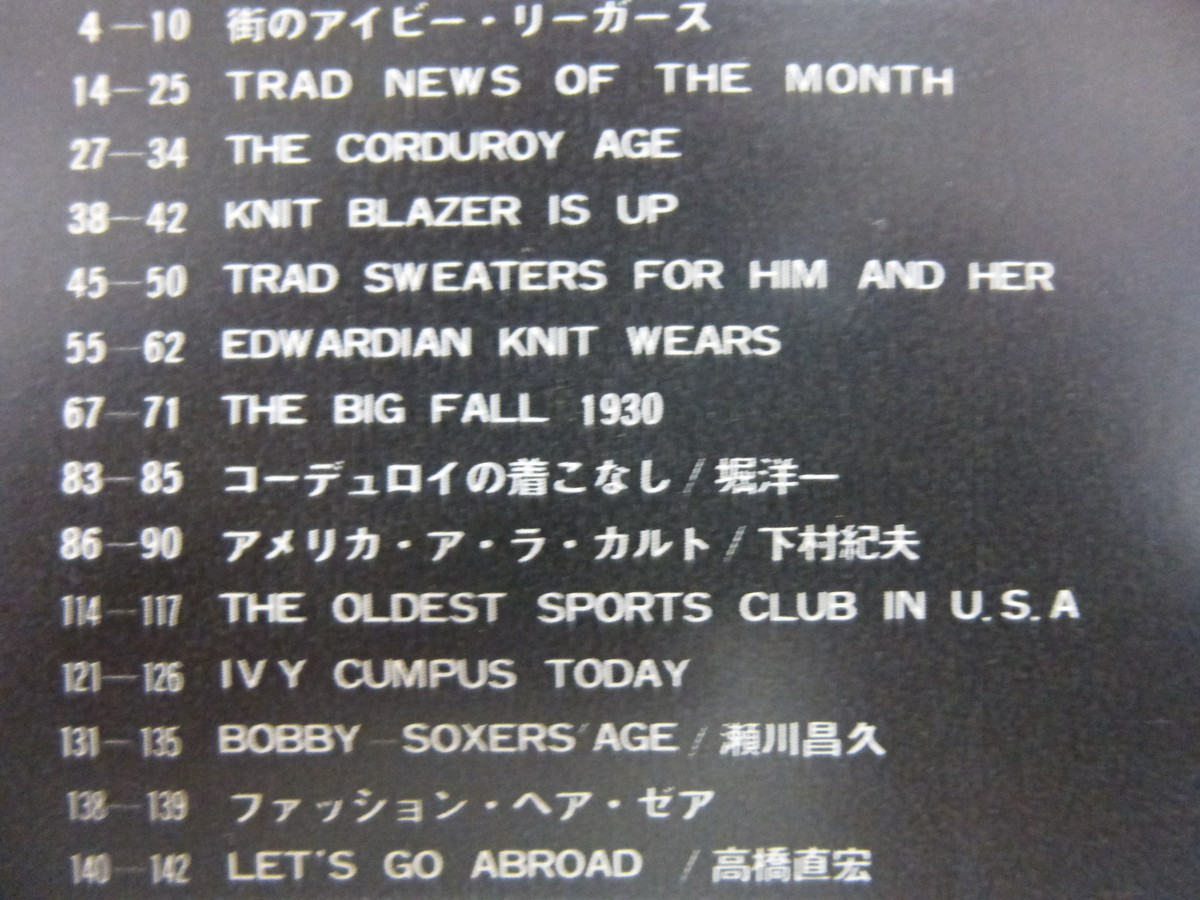 4—10 街のアイビー・リーガース
14—25 TRAD NEWS OF THE MONTH
27—34 THE CORDUROY AGE
38—42 KNIT BLAZER IS UP
45—50 TRAD SWEATERS FOR HIM AND HER
55—62 EDWARDIAN KNIT WEARS
67—71 THE BIG FALL 1930
83—85 コーデュロイの着こなし/堀洋一
86—90 アメリカ・ア・ラ・カルト/下村紀夫
114—117 THE OLDEST SPORTS CLUB IN U.S.A
121—126 IVY CUMPUS TODAY
131—135 BOBBY—SOXERS'AGE/瀬川昌久
138—139 ファッション・ヘア・ゼア
140—142 LET'S GO ABROAD /高橋直宏